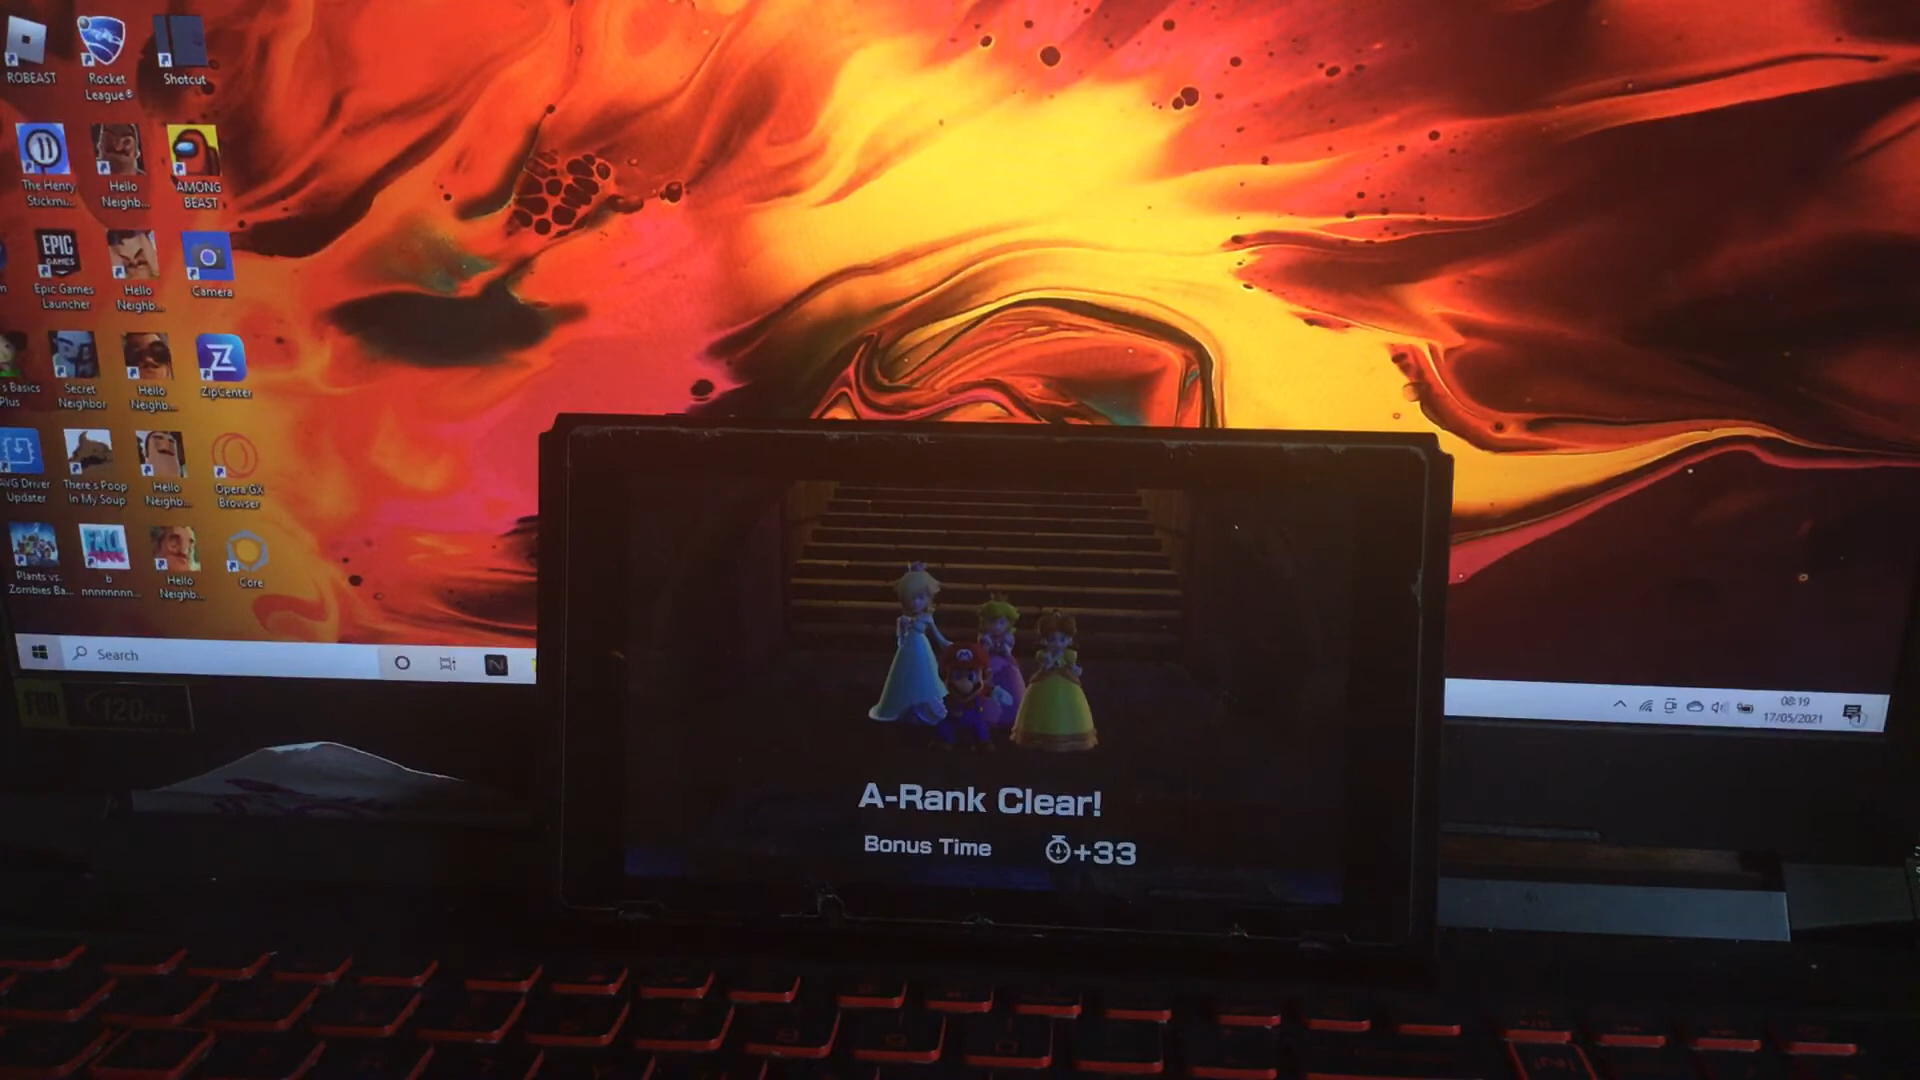 ROBEAST
Rocket
League®
Shotcut
The Henry
Stickmi...
Hello
Neighb...
AMONG
BEAST
EPIC
GAMES
Epic Games
Launcher
Hello
Neighb...
Camera
s Basics
Plus
Secret
Neighbor
Hello
Neighb...
ZipCenter
AVG Driver
Updater
There's Poop
In My Soup
Hello
Neighb...
Opera GX
Browser
Plants vs.
Zombies Ba...
b
nnnnnnnn...
Hello
Neighb...
Core
Search
08:19
17/05/2021
FHD
120
A-Rank Clear!
Bonus Time +33